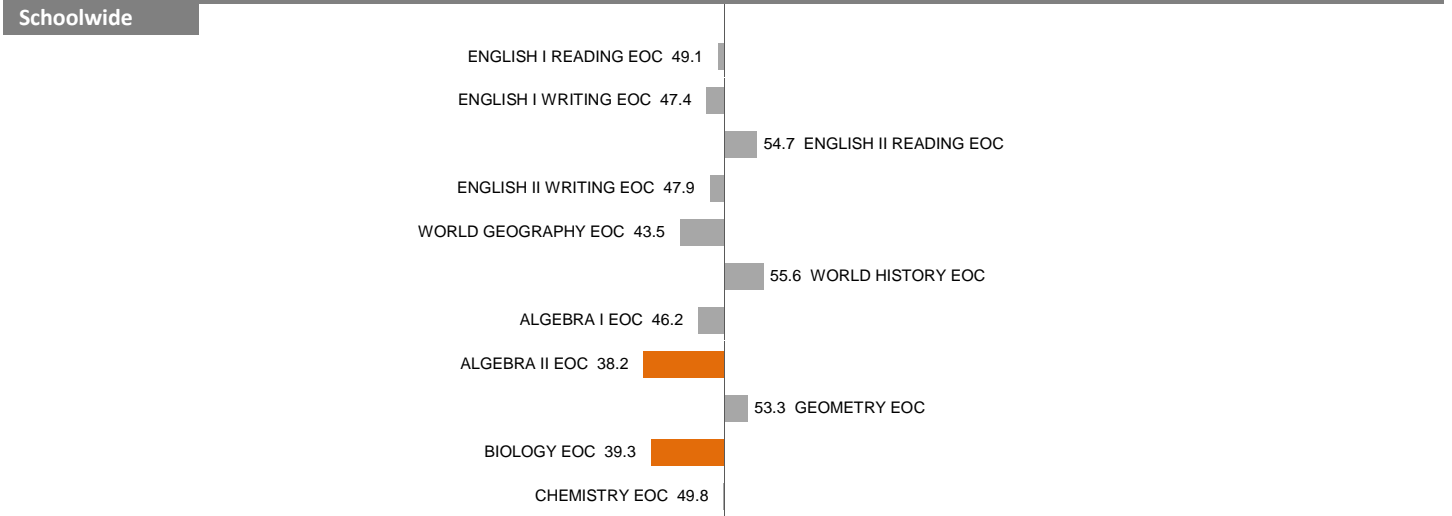 Schoolwide
ENGLISH I READING EOC 49.1
ENGLISH I WRITING EOC 47.4
54.7 ENGLISH II READING EOC
ENGLISH II WRITING EOC 47.9
WORLD GEOGRAPHY EOC 43.5
55.6 WORLD HISTORY EOC
ALGEBRA I EOC 46.2
ALGEBRA II EOC 38.2
53.3 GEOMETRY EOC
BIOLOGY EOC 39.3
CHEMISTRY EOC 49.8